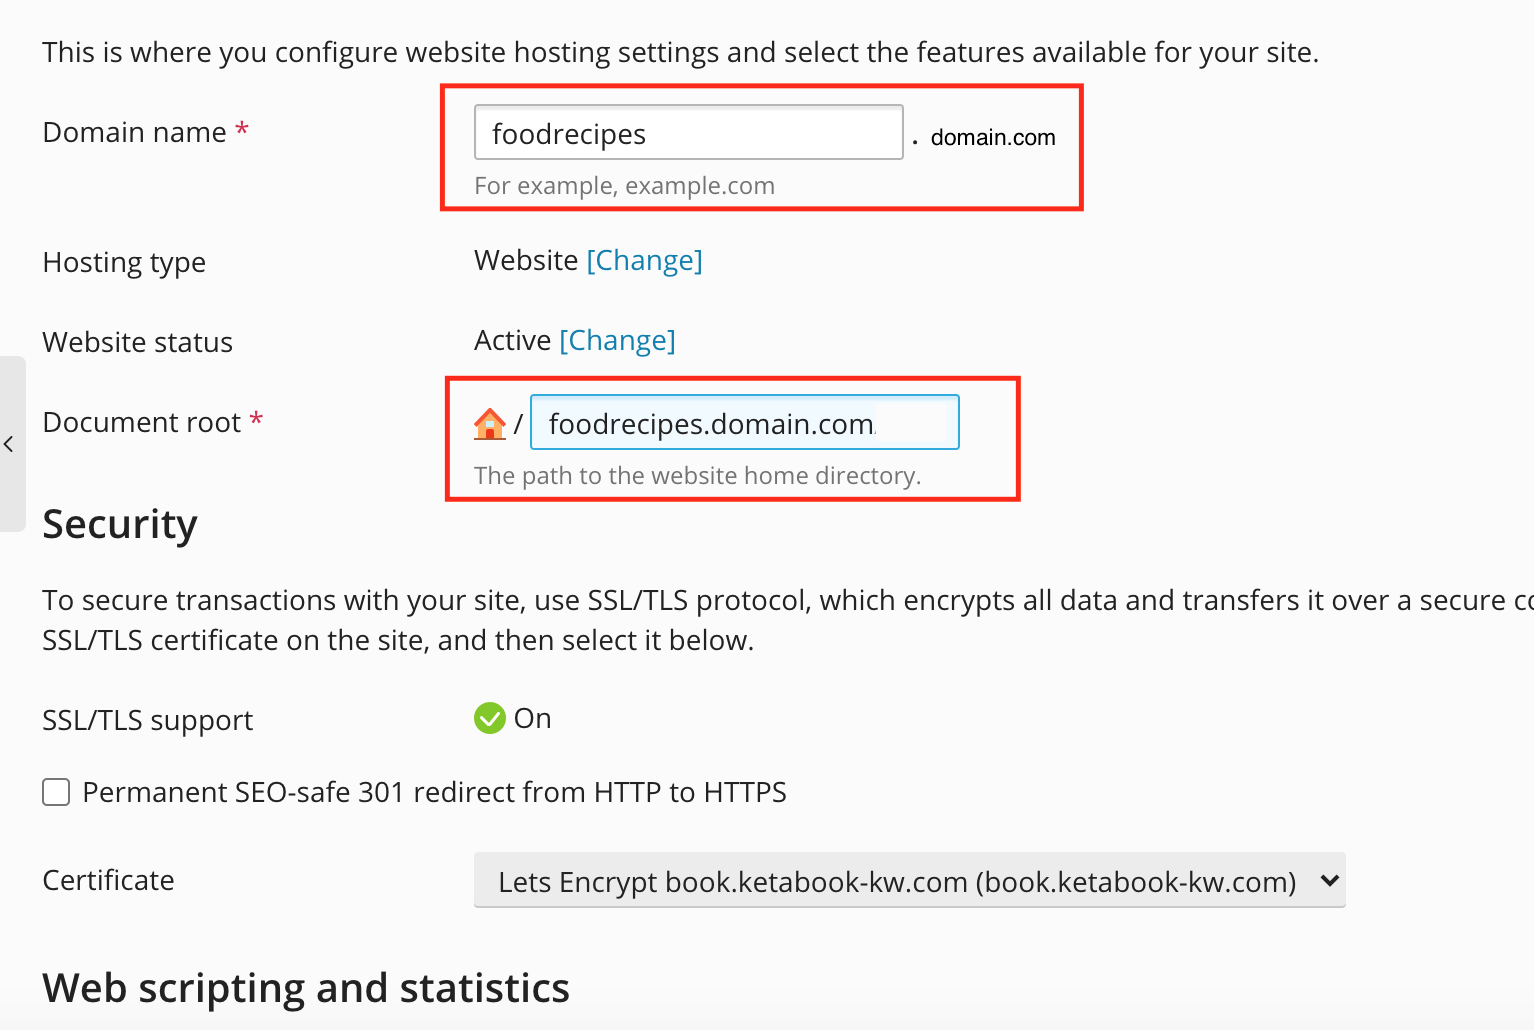 This is where you configure website hosting settings and select the features available for your site.
Domain name *
foodrecipes . domain.com
For example, example.com
Hosting type
Website [Change]
Website status
Active [Change]
Document root *
/ foodrecipes.domain.com
The path to the website home directory.
Security
To secure transactions with your site, use SSL/TLS protocol, which encrypts all data and transfers it over a secure
SSL/TLS certificate on the site, and then select it below.
SSL/TLS support
On
Permanent SEO-safe 301 redirect from HTTP to HTTPS
Certificate
Lets Encrypt book.ketabook-kw.com (book.ketabook-kw.com)
Web scripting and statistics